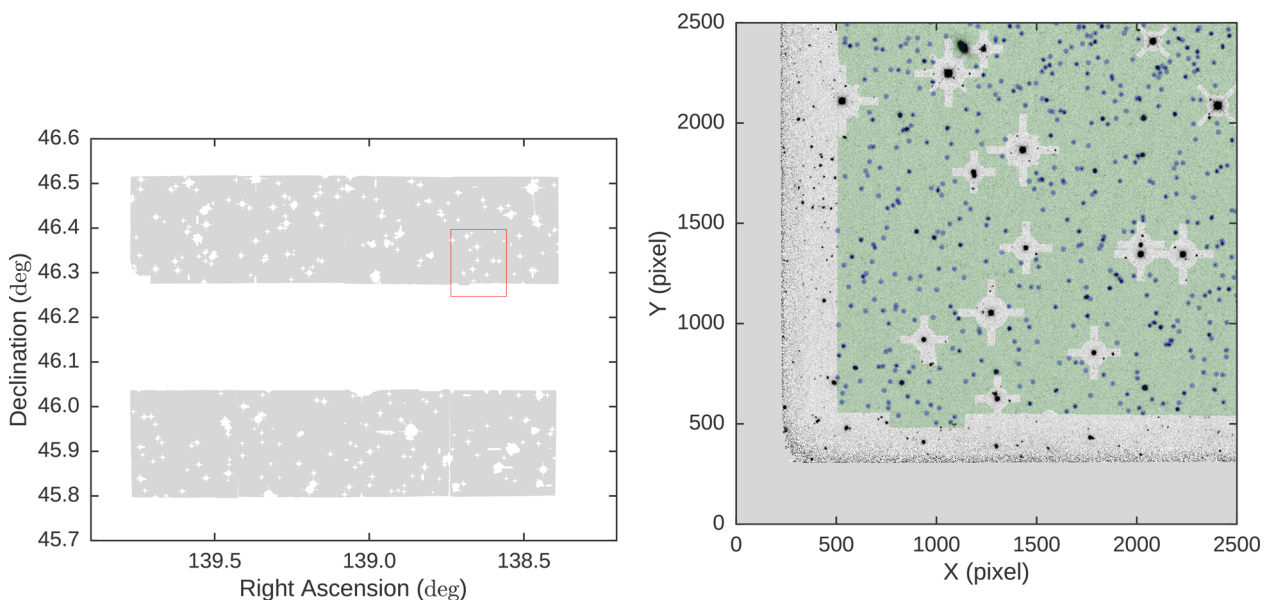 46.6
46.5
46.4
46.3
46.2
46.1
46.0
45.9
45.8
45.7
139.5 139.0 138.5
Right Ascension (deg)
Declination (deg)
2500
2000
1500
1000
500
0
0 500 1000 1500 2000 2500
X (pixel)
Y (pixel)